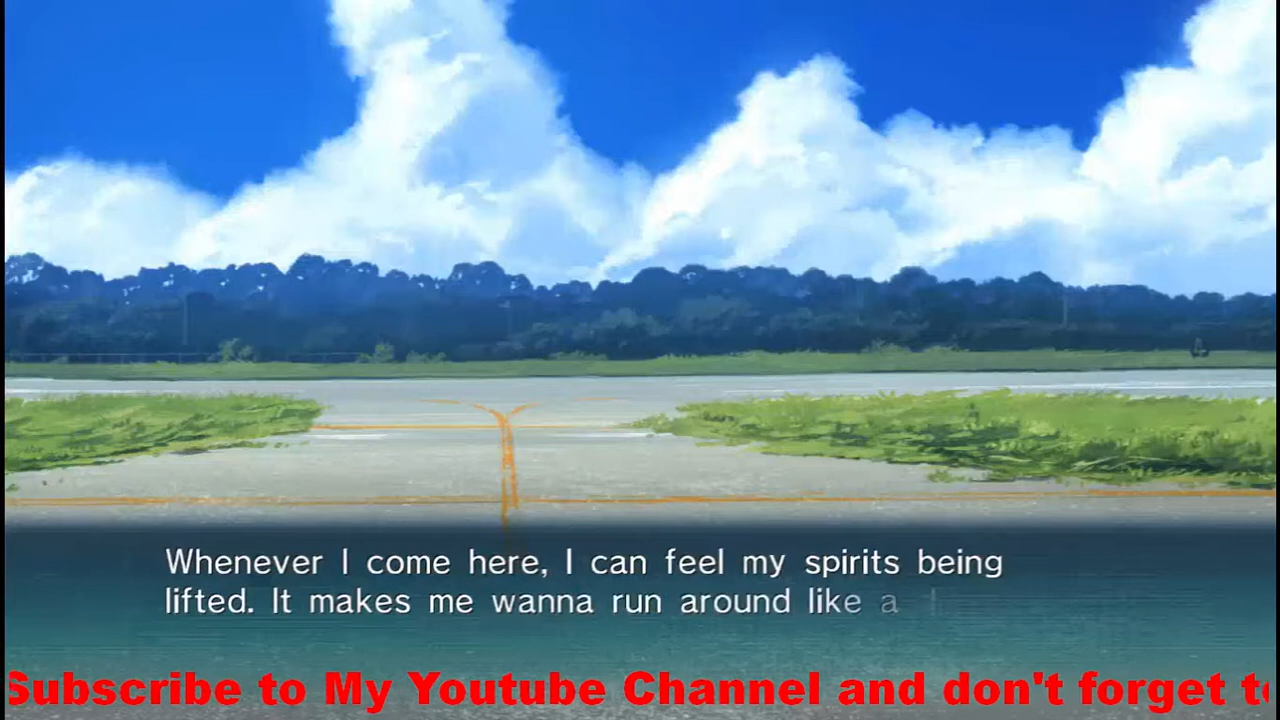 Whenever I come here, I can feel my spirits being
lifted. It makes me wanna run around like a
Subscribe to My Youtube Channel and don't forget to